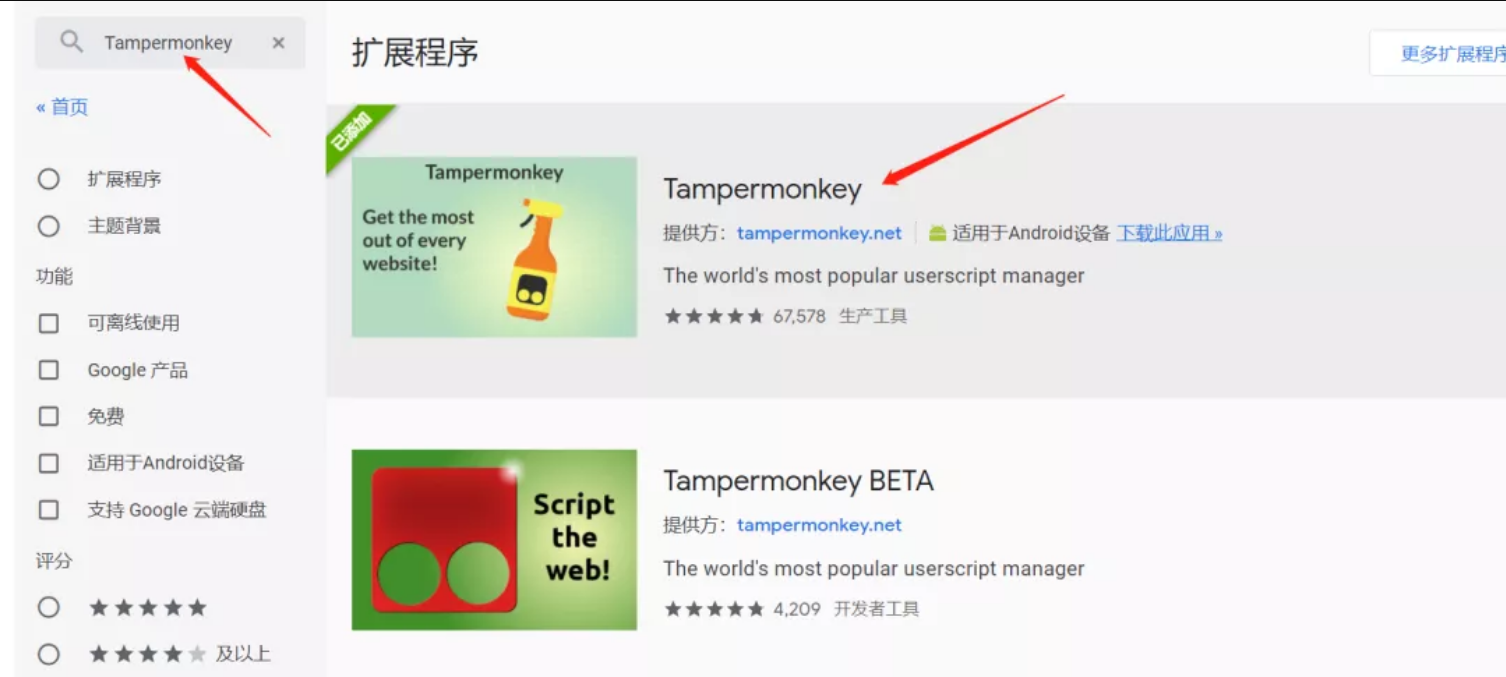 Tampermonkey ×
« 首页
扩展程序
主题背景
功能
可离线使用
Google 产品
免费
适用于Android设备
支持 Google 云端硬盘
评分
及以上
扩展程序
更多扩展程序
已添加
Tampermonkey
Get the most
out of every
website!
Tampermonkey
提供方: tampermonkey.net 适用于Android设备 下载此应用 »
The world's most popular userscript manager
67,578 生产工具
Script
the
web!
Tampermonkey BETA
提供方: tampermonkey.net
The world's most popular userscript manager
4,209 开发者工具